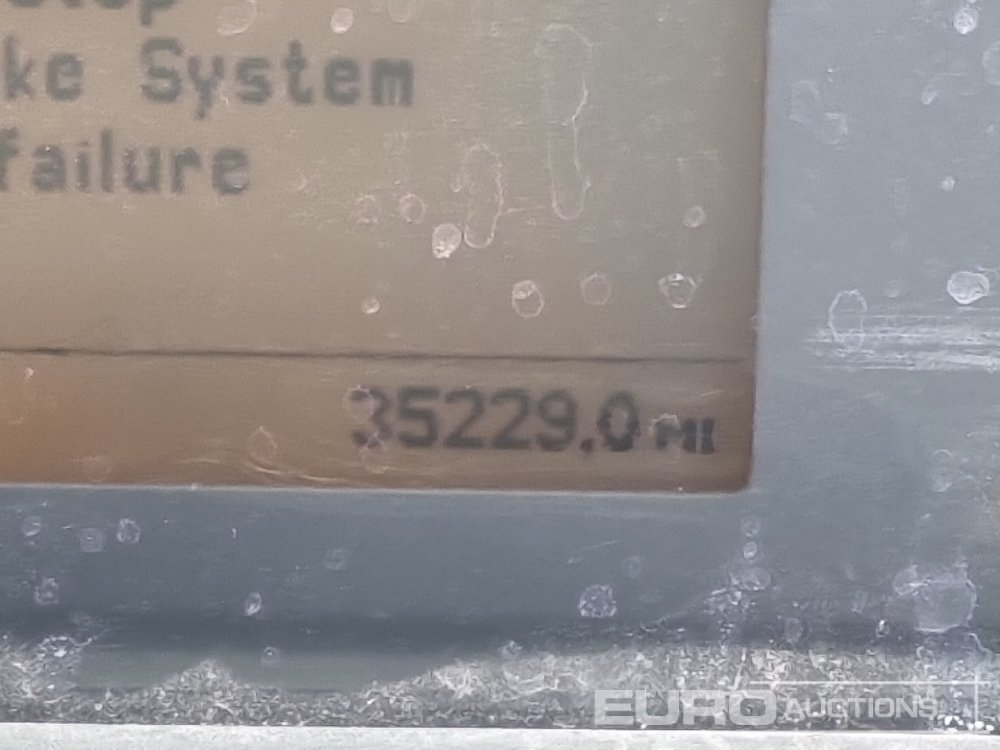 ke System
failure
35229.0 MI
EURO AUCTIONS